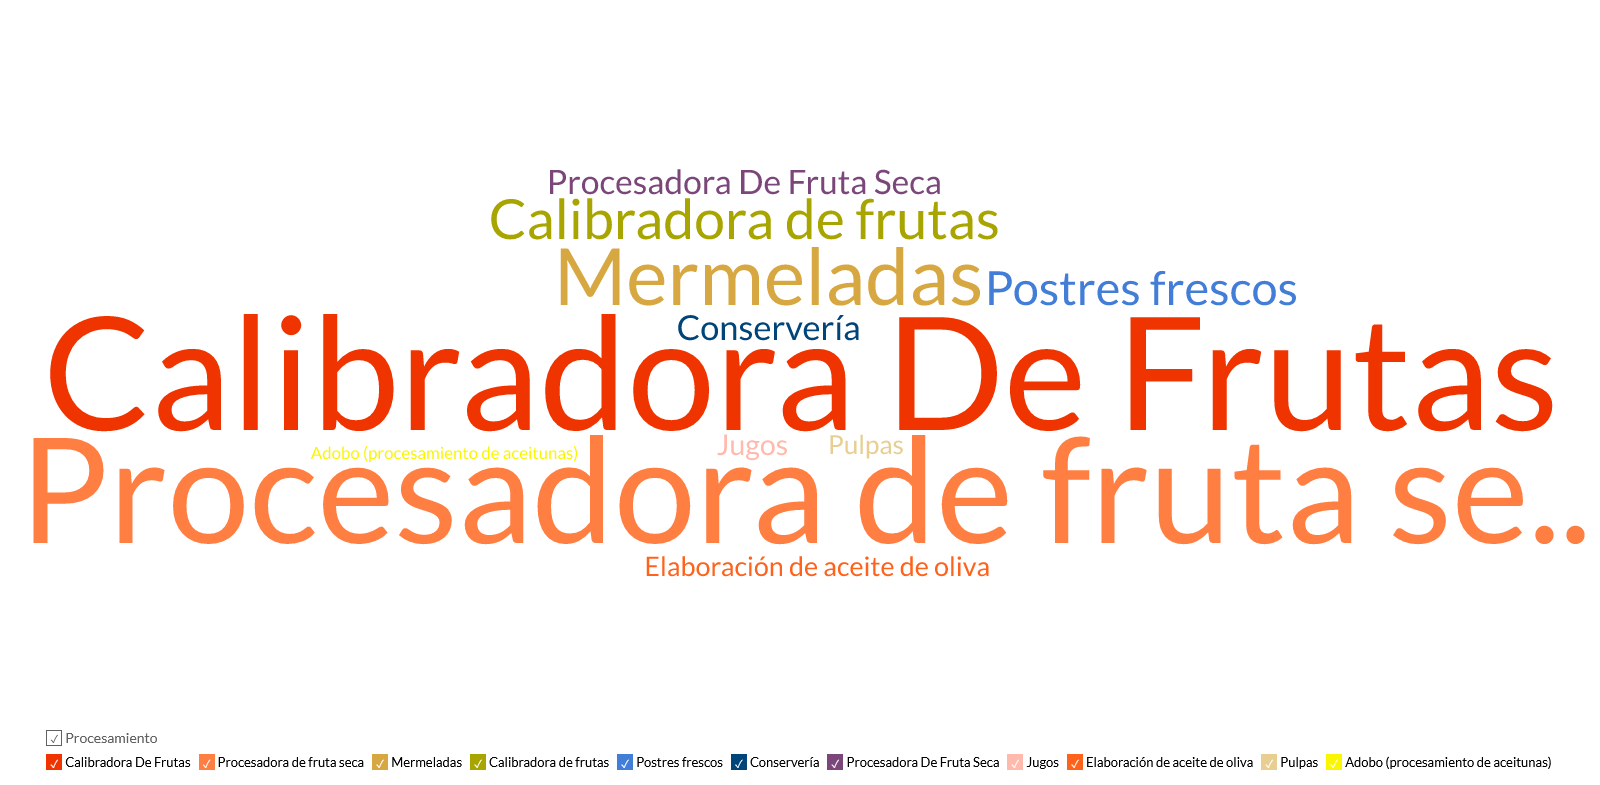 Procesadora De Fruta Seca
Calibradora de frutas
Mermeladas
Postres frescos
Conservería
Calibradora De Frutas
Adobo (procesamiento de aceitunas)
Jugos
Pulpas
Procesadora de fruta se..
Elaboración de aceite de oliva
Procesamiento
Calibradora De Frutas Procesadora de fruta seca Mermeladas Calibradora de frutas Postres frescos Conservería Procesadora De Fruta Seca Jugos Elaboración de aceite de oliva Pulpas Adobo (procesamiento de aceitunas)